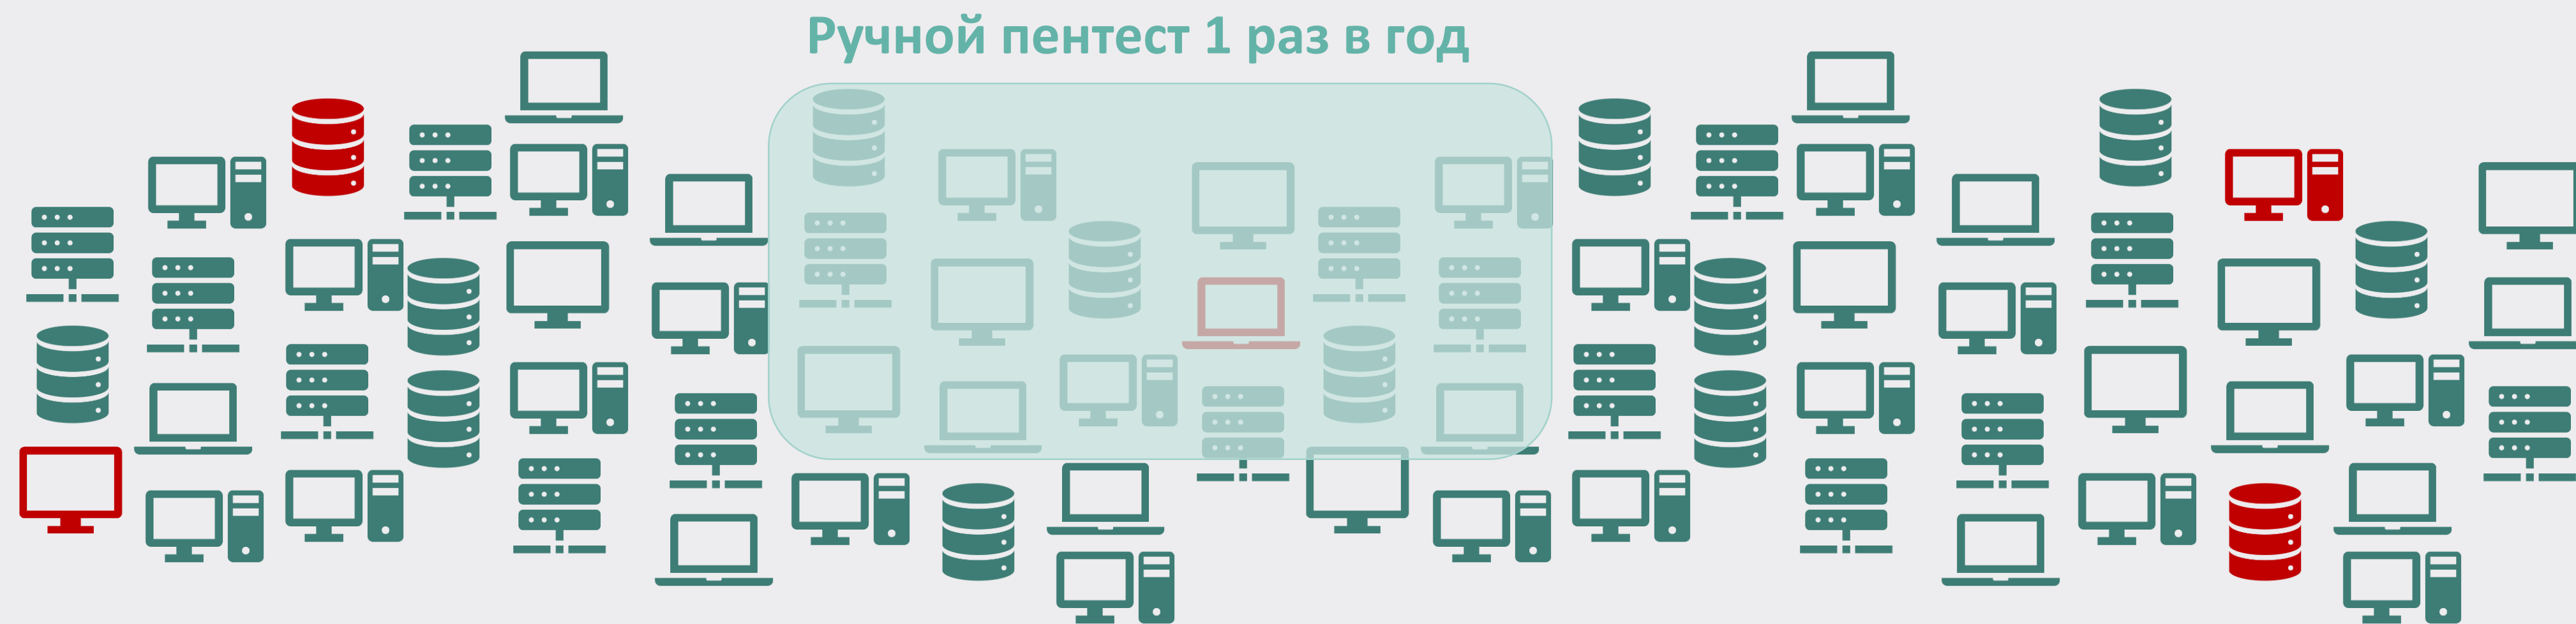 Ручной пентест 1 раз в год